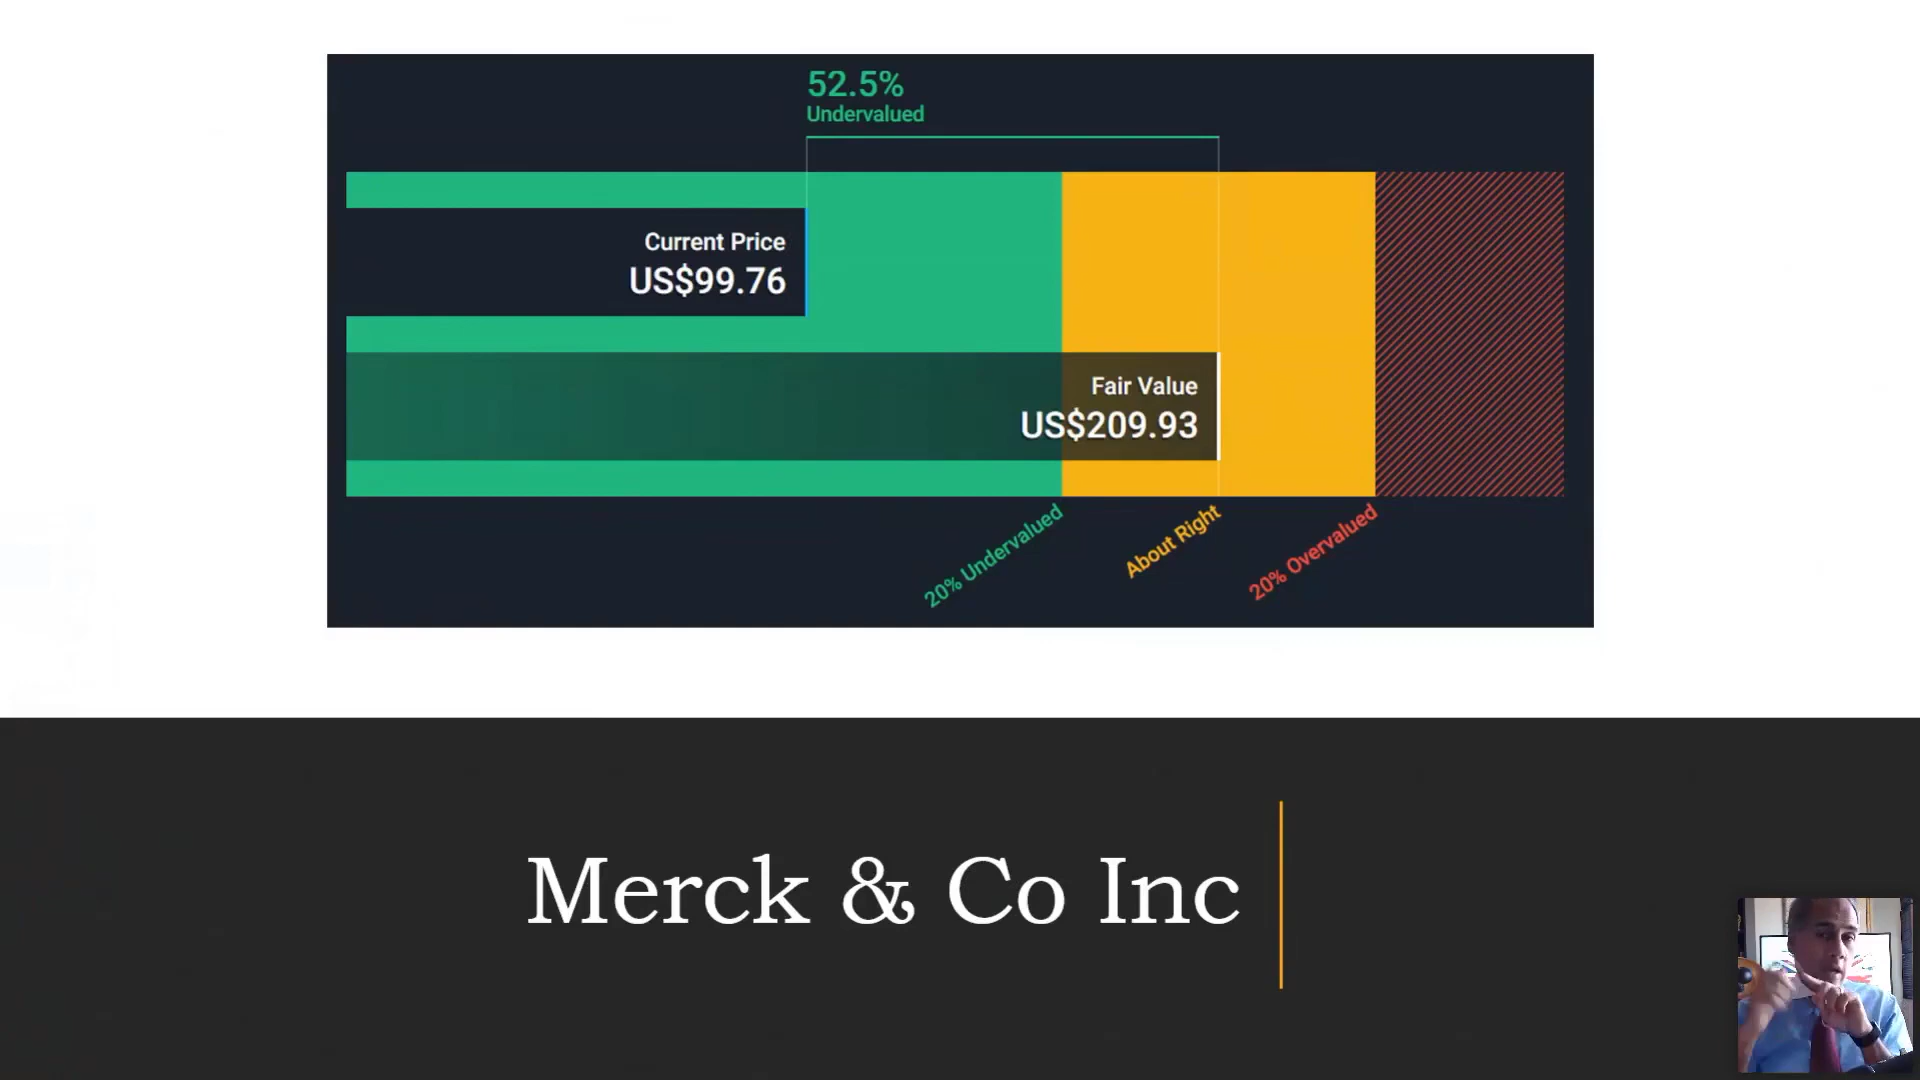 52.5%
Undervalued
Current Price
US$99.76
Fair Value
US$209.93
20% Undervalued
About Right
20% Overvalued
Merck & Co Inc